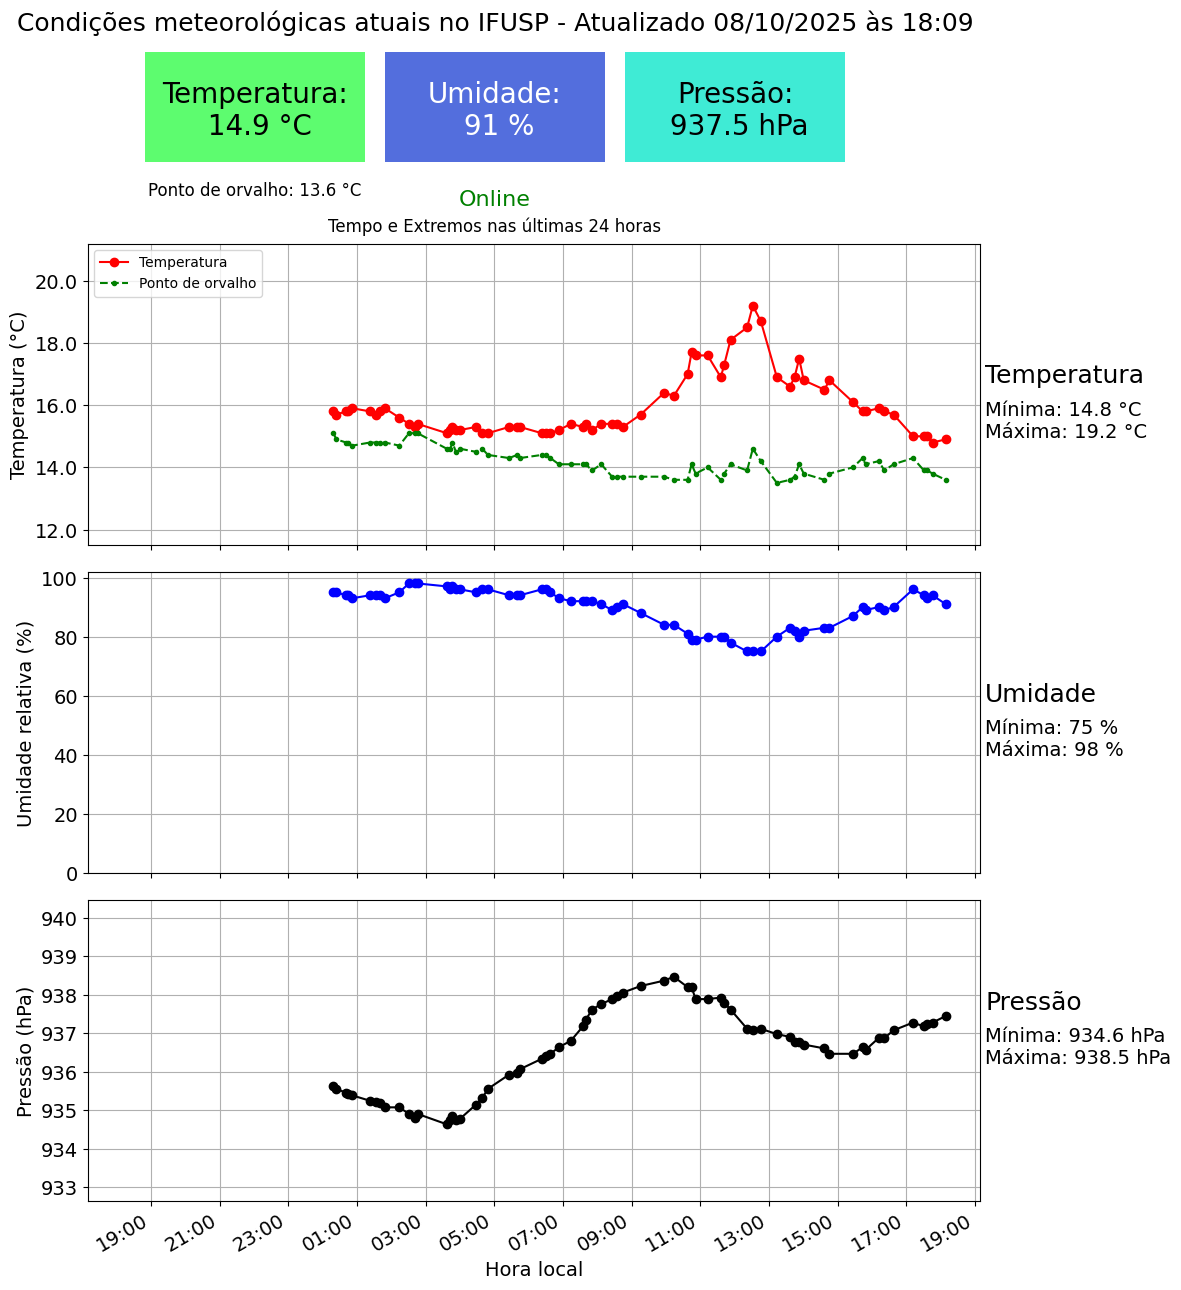 Condições meteorológicas atuais no IFUSP - Atualizado 08/10/2025 às 18:09
Temperatura:
14.9 °C
Umidade:
91 %
Pressão:
937.5 hPa
Ponto de orvalho: 13.6 °C
Online
Tempo e Extremos nas últimas 24 horas
Temperatura
Ponto de orvalho
Temperatura (°C)
20.0
18.0
16.0
14.0
12.0
Temperatura
Mínima: 14.8 °C
Máxima: 19.2 °C
Umidade relativa (%)
100
80
60
40
20
0
Umidade
Mínima: 75 %
Máxima: 98 %
Pressão (hPa)
940
939
938
937
936
935
934
933
Pressão
Mínima: 934.6 hPa
Máxima: 938.5 hPa
19:00 21:00 23:00 01:00 03:00 05:00 07:00 09:00 11:00 13:00 15:00 17:00 19:00
Hora local